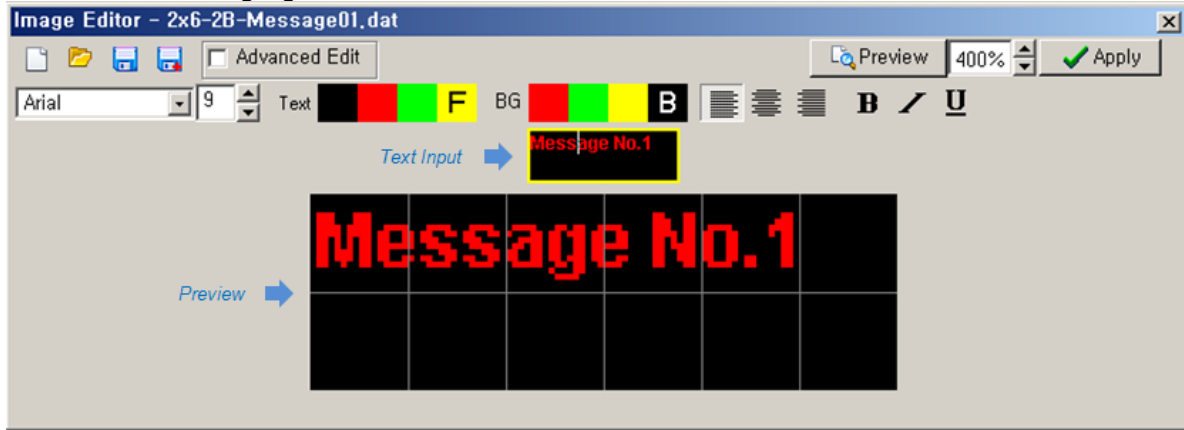 Image Editor - 2x6-2B-Message01.dat
Advanced Edit Preview 400% Apply
Arial 9 Text F BG B B I U
Text Input Message No.1
Message No.1
Preview